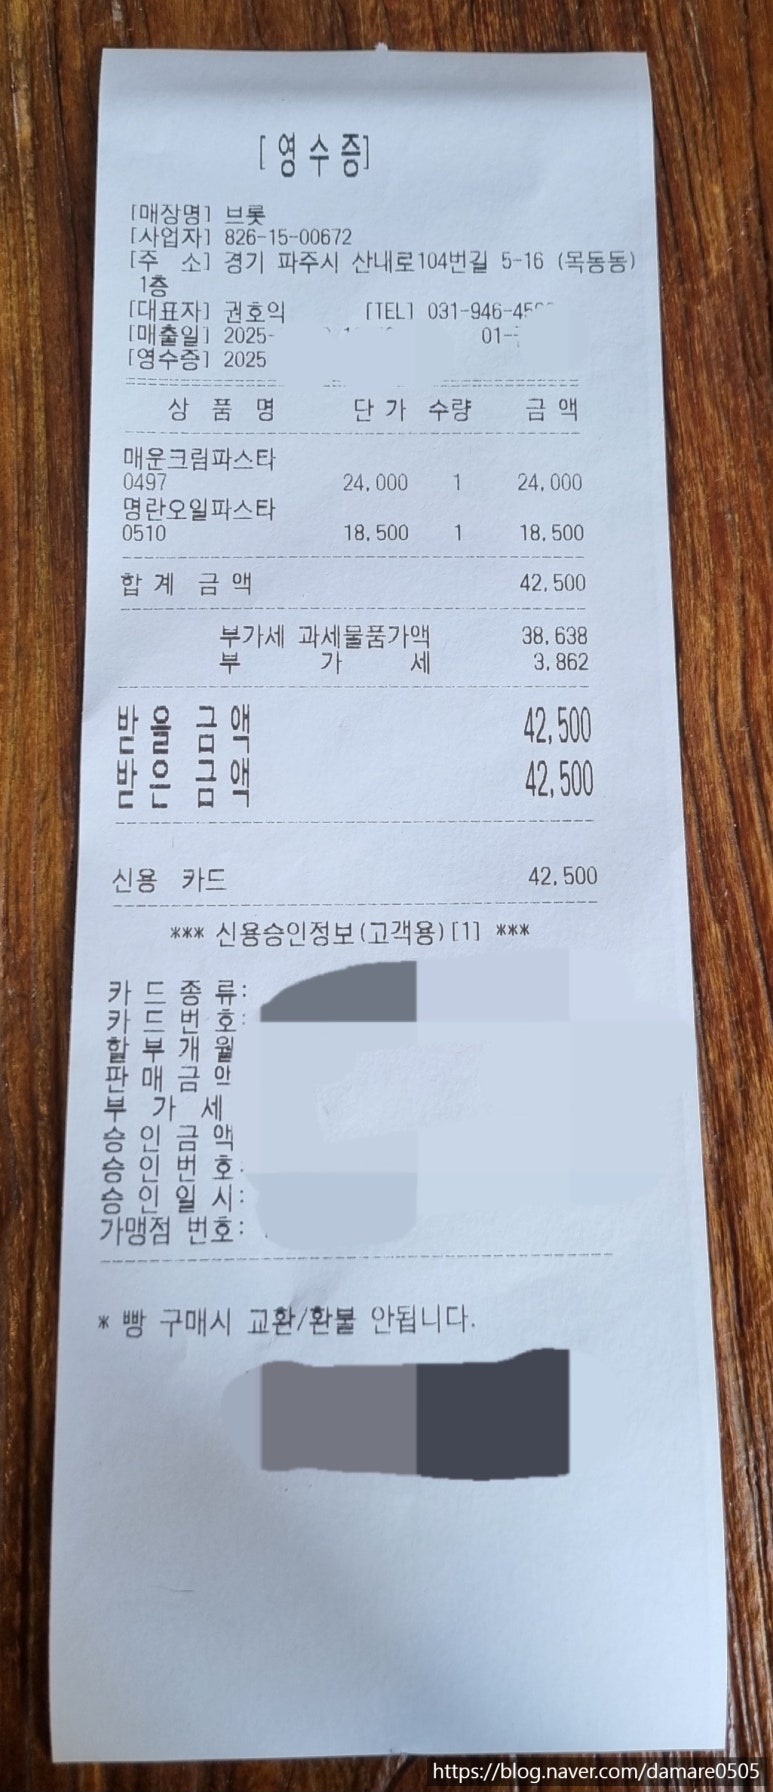 [영수증]
[매장명] 브롯
[사업자] 826-15-00672
[주 소] 경기 파주시 산내로104번길 5-16 (목동동)
1층
[대표자] 권호익 [TEL] 031-946-45
[매출일] 2025- 01-
[영수증] 2025
상 품 명 단 가 수량 금 액
매운크림파스타
0497 24,000 1 24,000
명란오일파스타
0510 18,500 1 18,500
합 계 금 액 42,500
부가세 과세물품가액 38,638
부 가 세 3,862
받 을 금 액 42,500
받 은 금 액 42,500
신용 카드 42,500
*** 신용승인정보(고객용)[1] ***
카 드 종 류:
카 드 번 호:
할 부 개 월
판 매 금 액
부 가 세
승 인 금 액
승 인 번 호:
승 인 일 시:
가맹점 번호:
* 빵 구매시 교환/환불 안됩니다.
https://blog.naver.com/damare0505